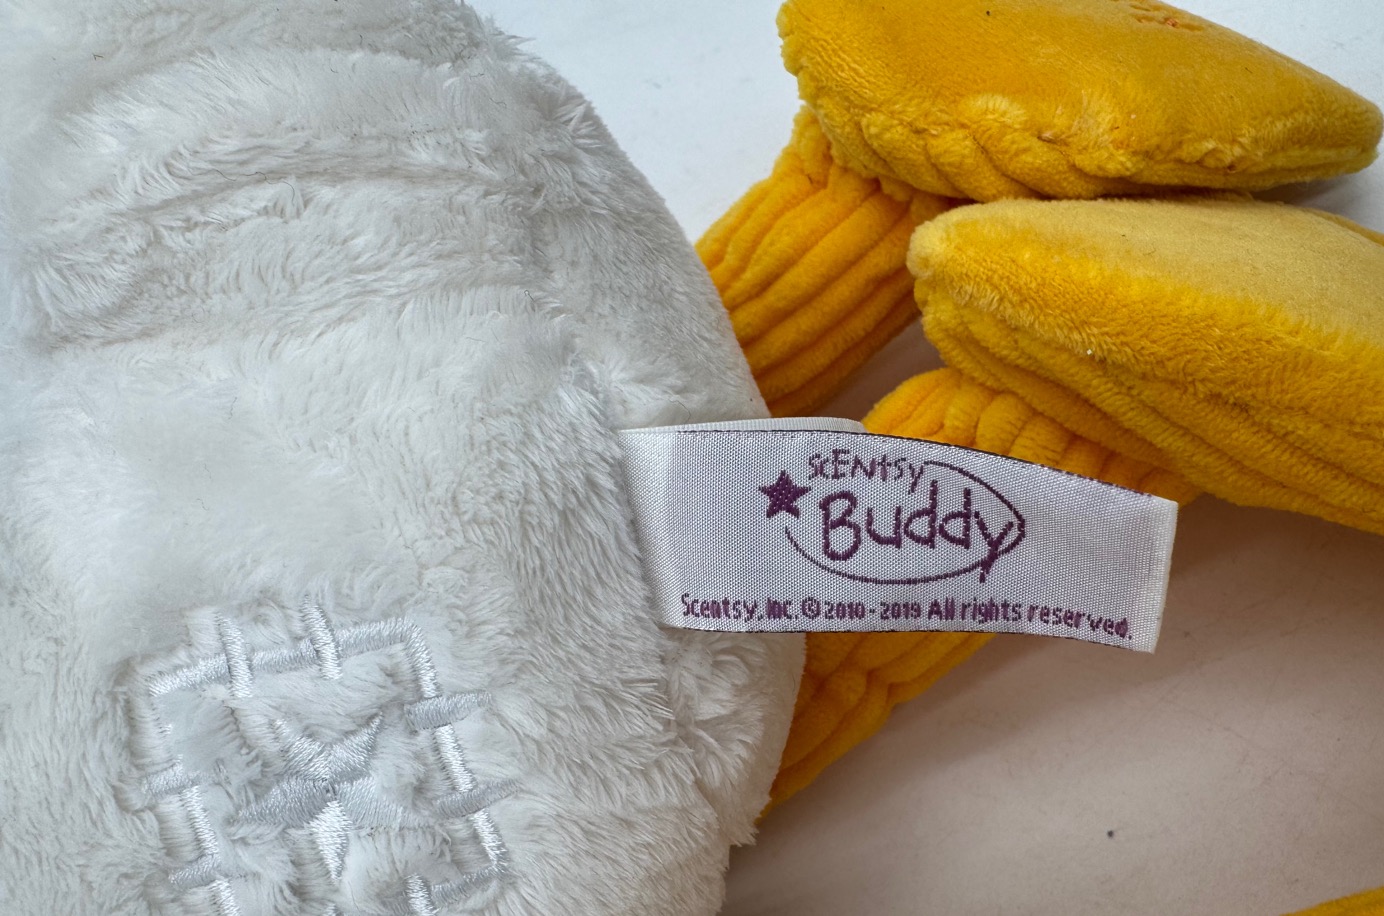 scENtsy
Buddy
Scentsy, Inc. © 2010 - 2019 All rights reserved.